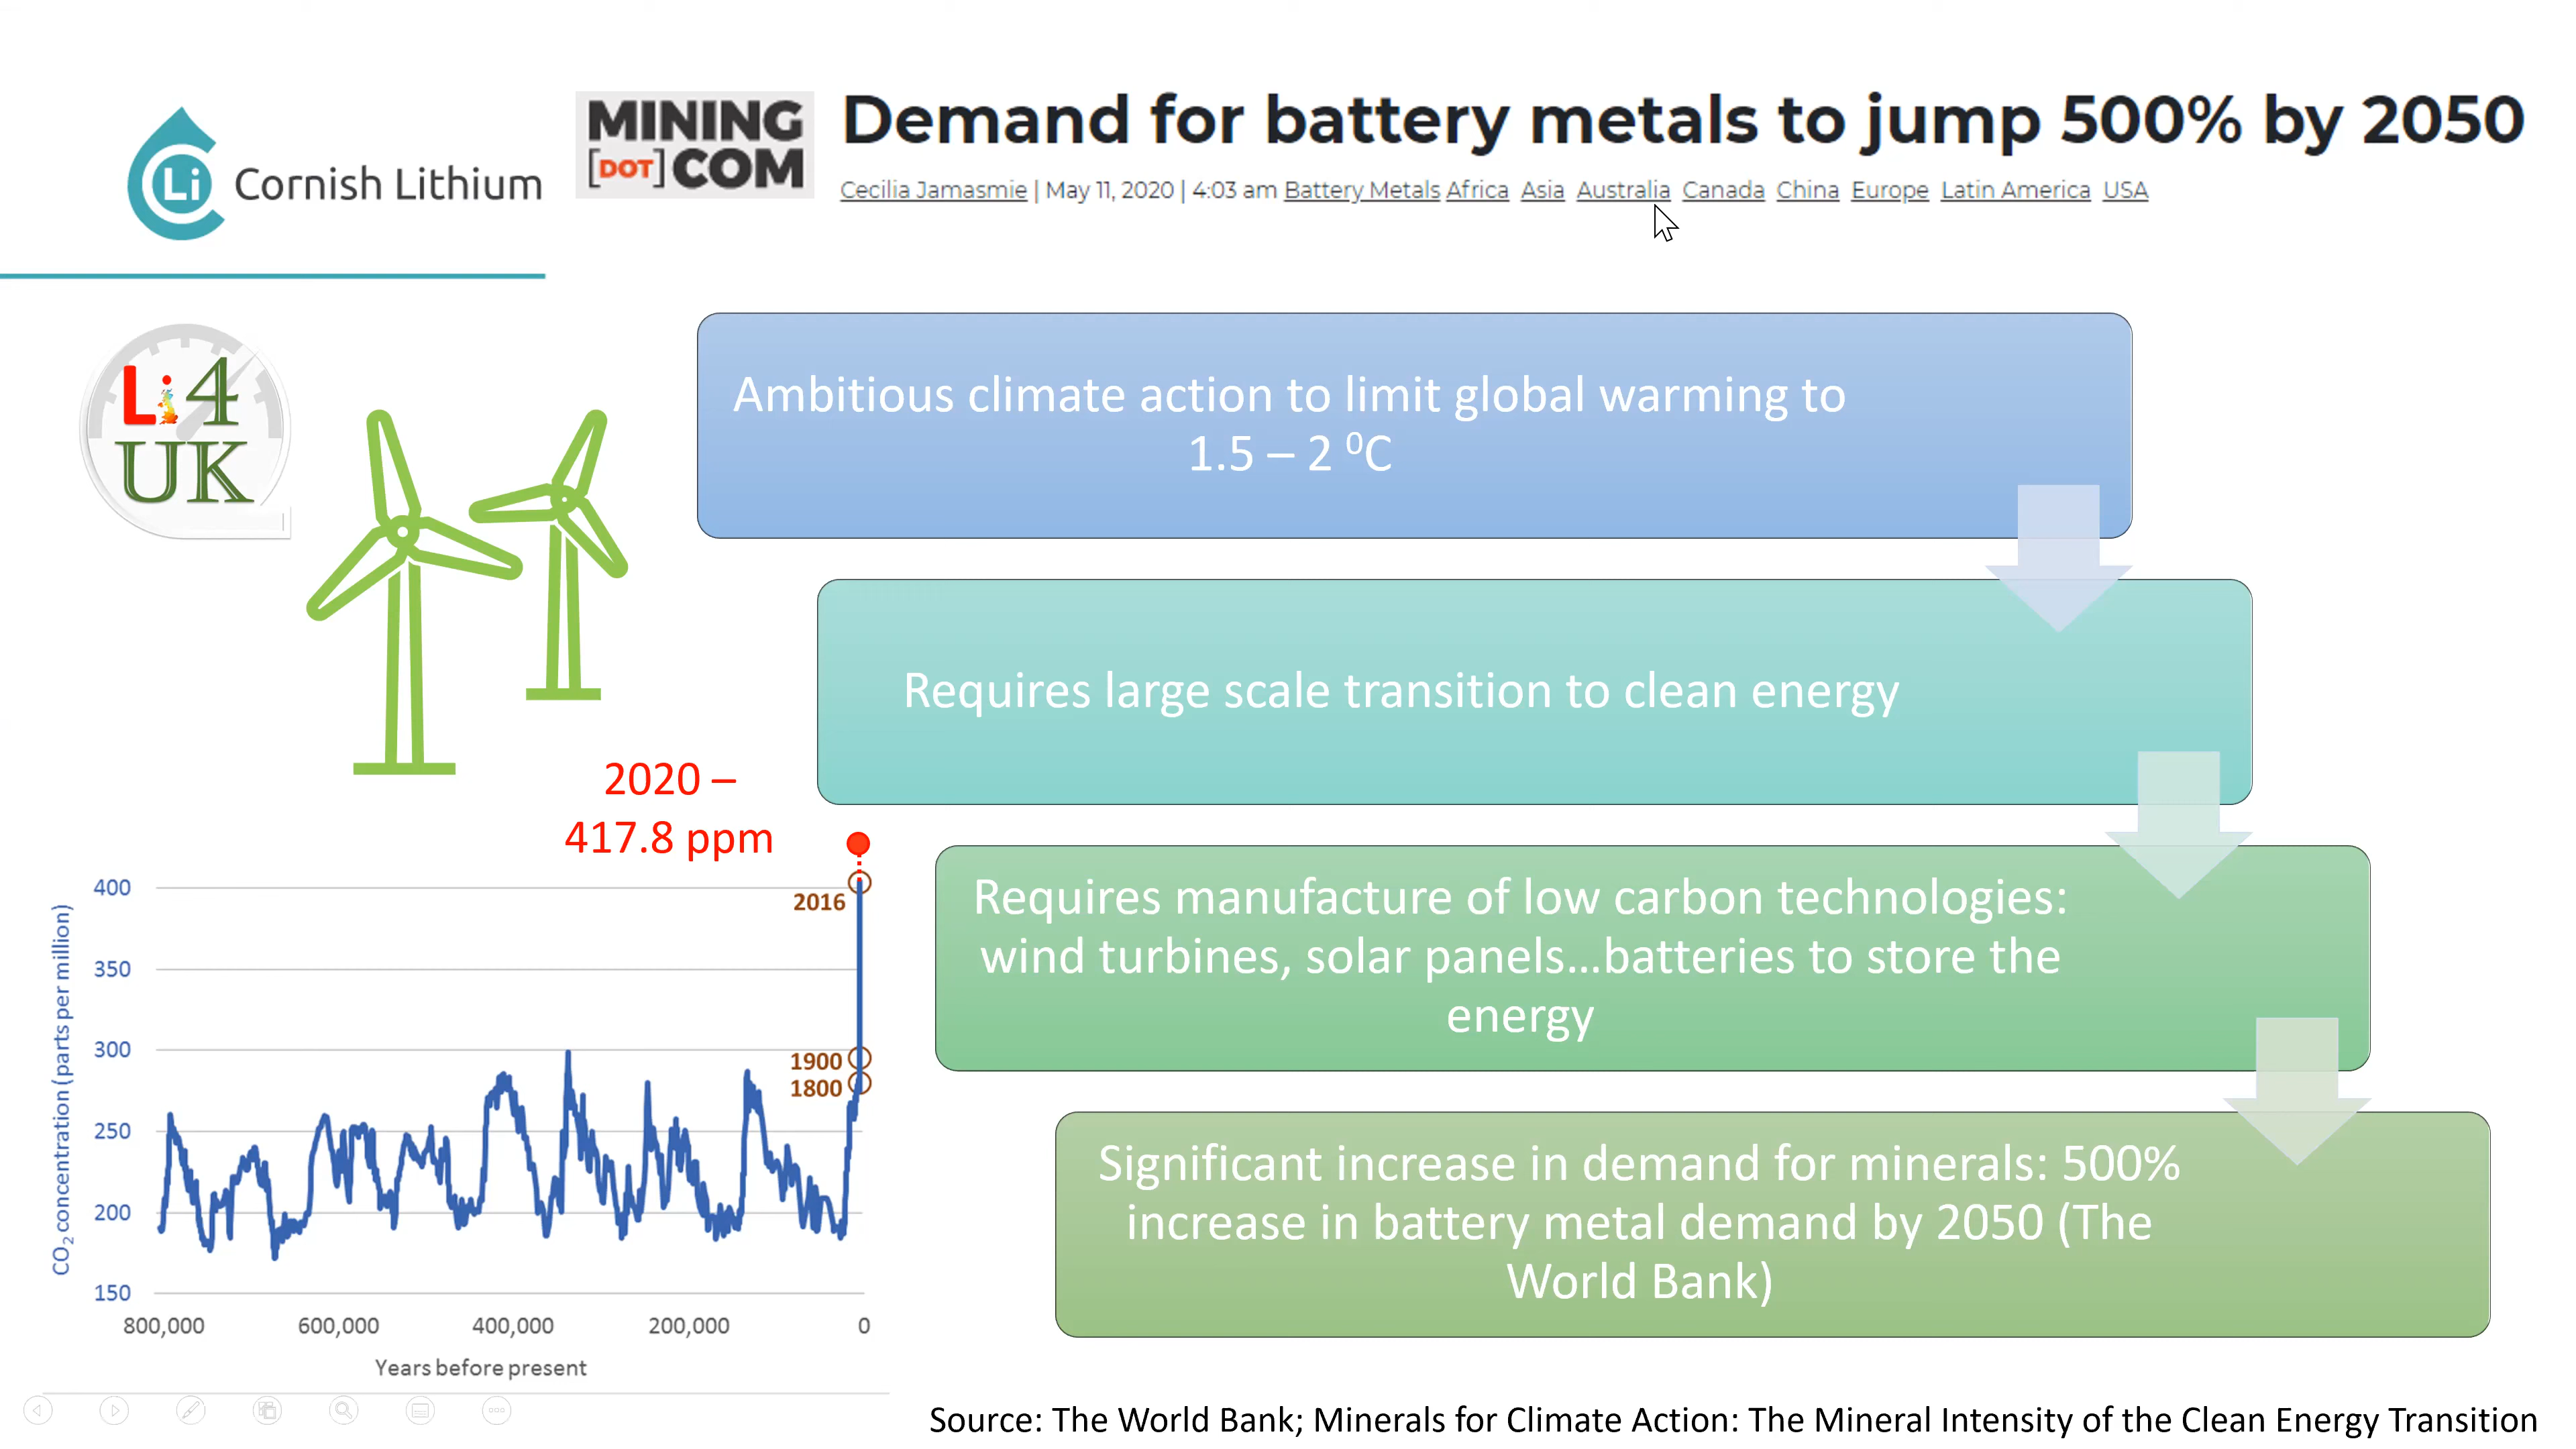 Li
Cornish Lithium
MINING
[DOT]COM
Demand for battery metals to jump 500% by 2050
Cecilia Jamasmie | May 11, 2020 | 4:03 am Battery Metals Africa Asia Australia Canada China Europe Latin America USA
Li4
UK
Ambitious climate action to limit global warming to
1.5 – 2 ⁰C
Requires large scale transition to clean energy
Requires manufacture of low carbon technologies:
wind turbines, solar panels...batteries to store the
energy
Significant increase in demand for minerals: 500%
increase in battery metal demand by 2050 (The
World Bank)
2020 –
417.8 ppm
CO₂ concentration (parts per million)
400
350
300
250
200
150
2016
1900
1800
800,000 600,000 400,000 200,000 0
Years before present
Source: The World Bank; Minerals for Climate Action: The Mineral Intensity of the Clean Energy Transition